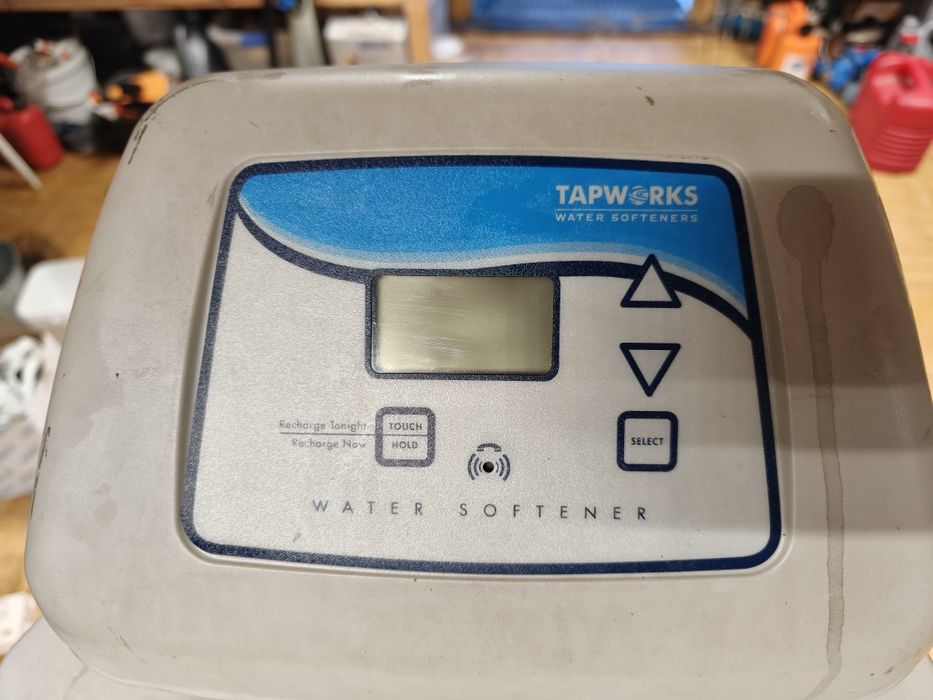 TAPWORKS
WATER SOFTENERS
Recharge Tonight
Recharge Now
TOUCH
HOLD
SELECT
WATER SOFTENER